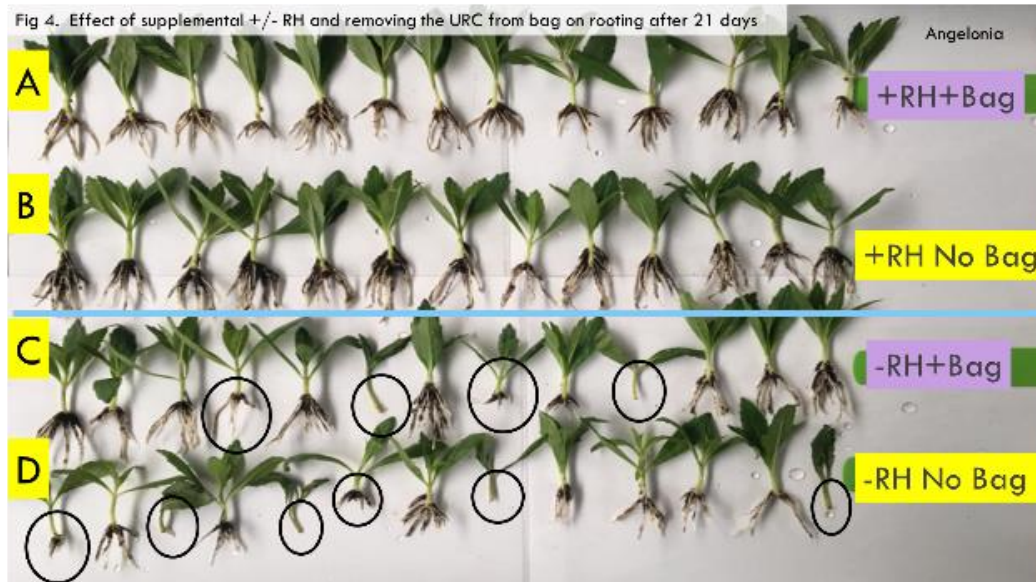 Fig 4. Effect of supplemental +/- RH and removing the URC from bag on rooting after 21 days
Angelonia
A
+RH+Bag
B
+RH No Bag
C
-RH+Bag
D
-RH No Bag